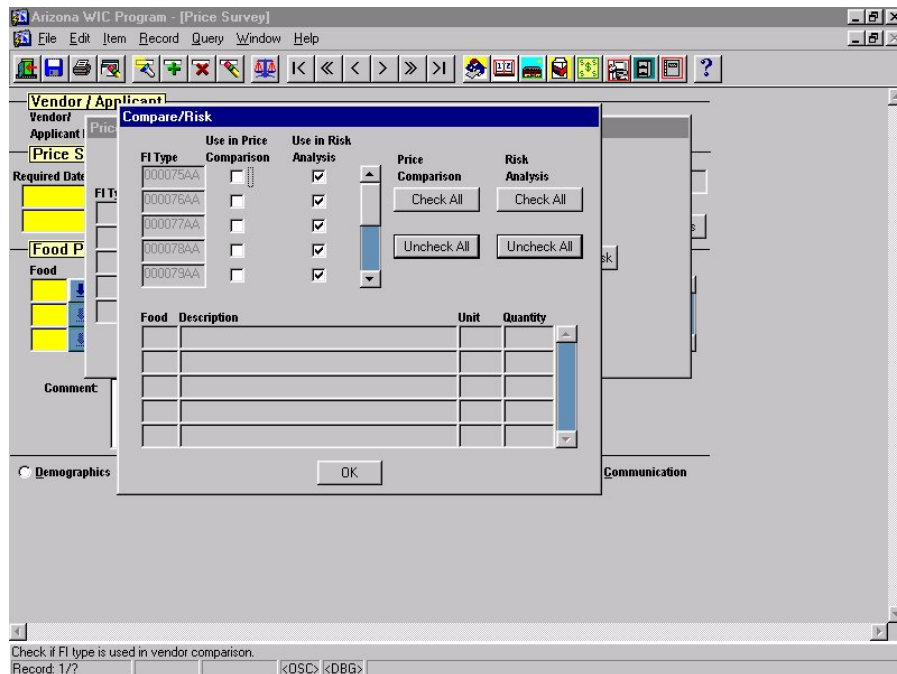 Arizona WIC Program - [Price Survey]
File Edit Item Record Query Window Help
Vendor / Applicant
Vendor/
Applicant
Price S
Required Date
Food P
Food
Comment:
Demographics
Communication
Compare/Risk
FI Type
Use in Price Comparison
Use in Risk Analysis
000075AA
000076AA
000077AA
000078AA
000079AA
Price Comparison
Risk Analysis
Check All Check All
Uncheck All Uncheck All
Food Description Unit Quantity
OK
Check if FI type is used in vendor comparison.
Record: 1/? <OSC> <DBG>